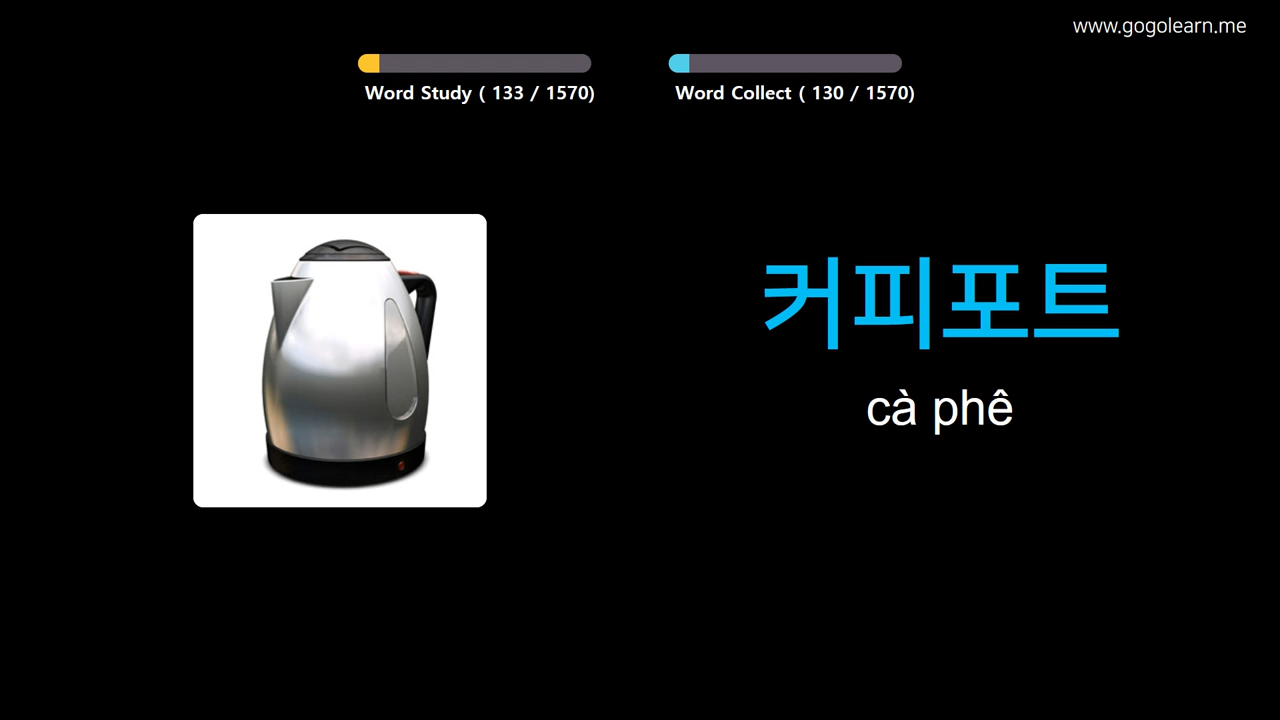 www.gogolearn.me
Word Study ( 133 / 1570)
Word Collect ( 130 / 1570)
커피포트
cà phê